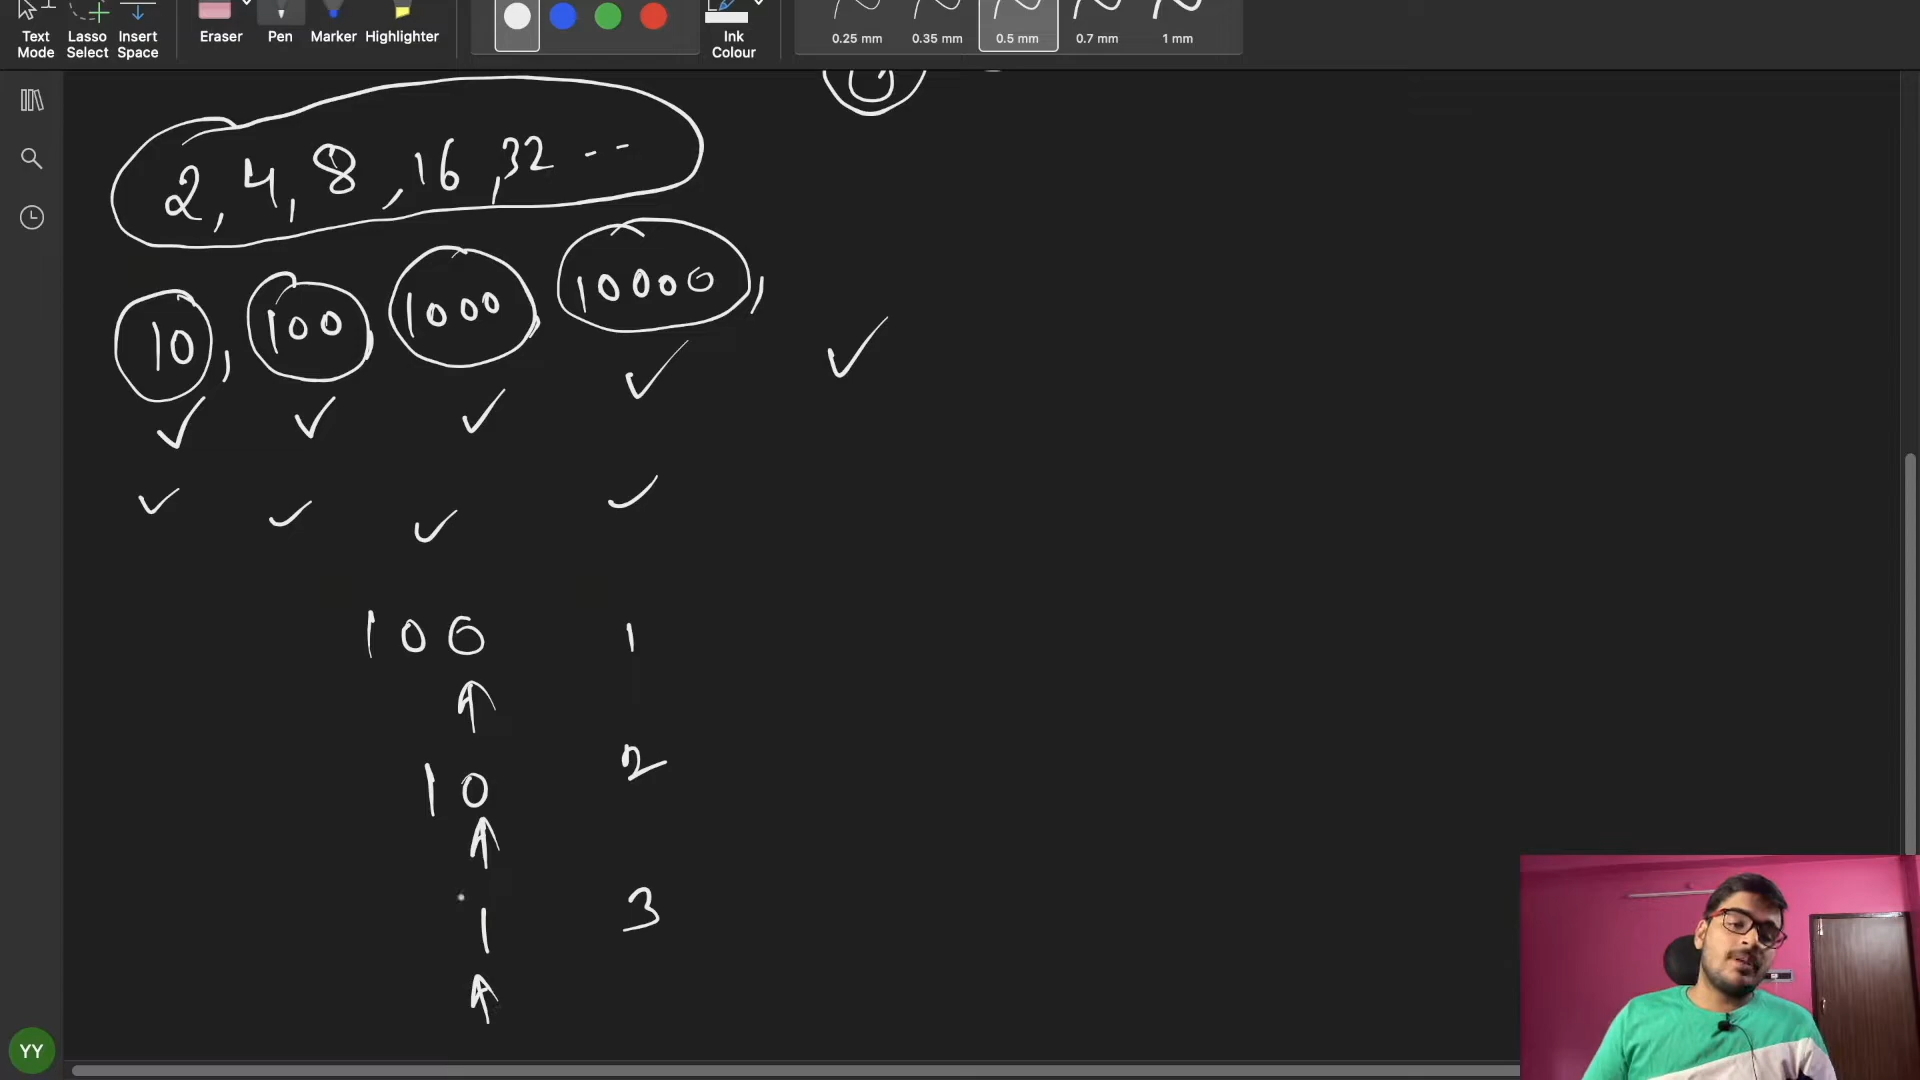 Text Mode
Lasso Select
Insert Space
Eraser
Pen
Marker
Highlighter
Ink Colour
0.25 mm
0.35 mm
0.5 mm
0.7 mm
1 mm
2, 4, 8, 16, 32 --
10, 100 1000 10000,
100 1
10 2
1 3
YY